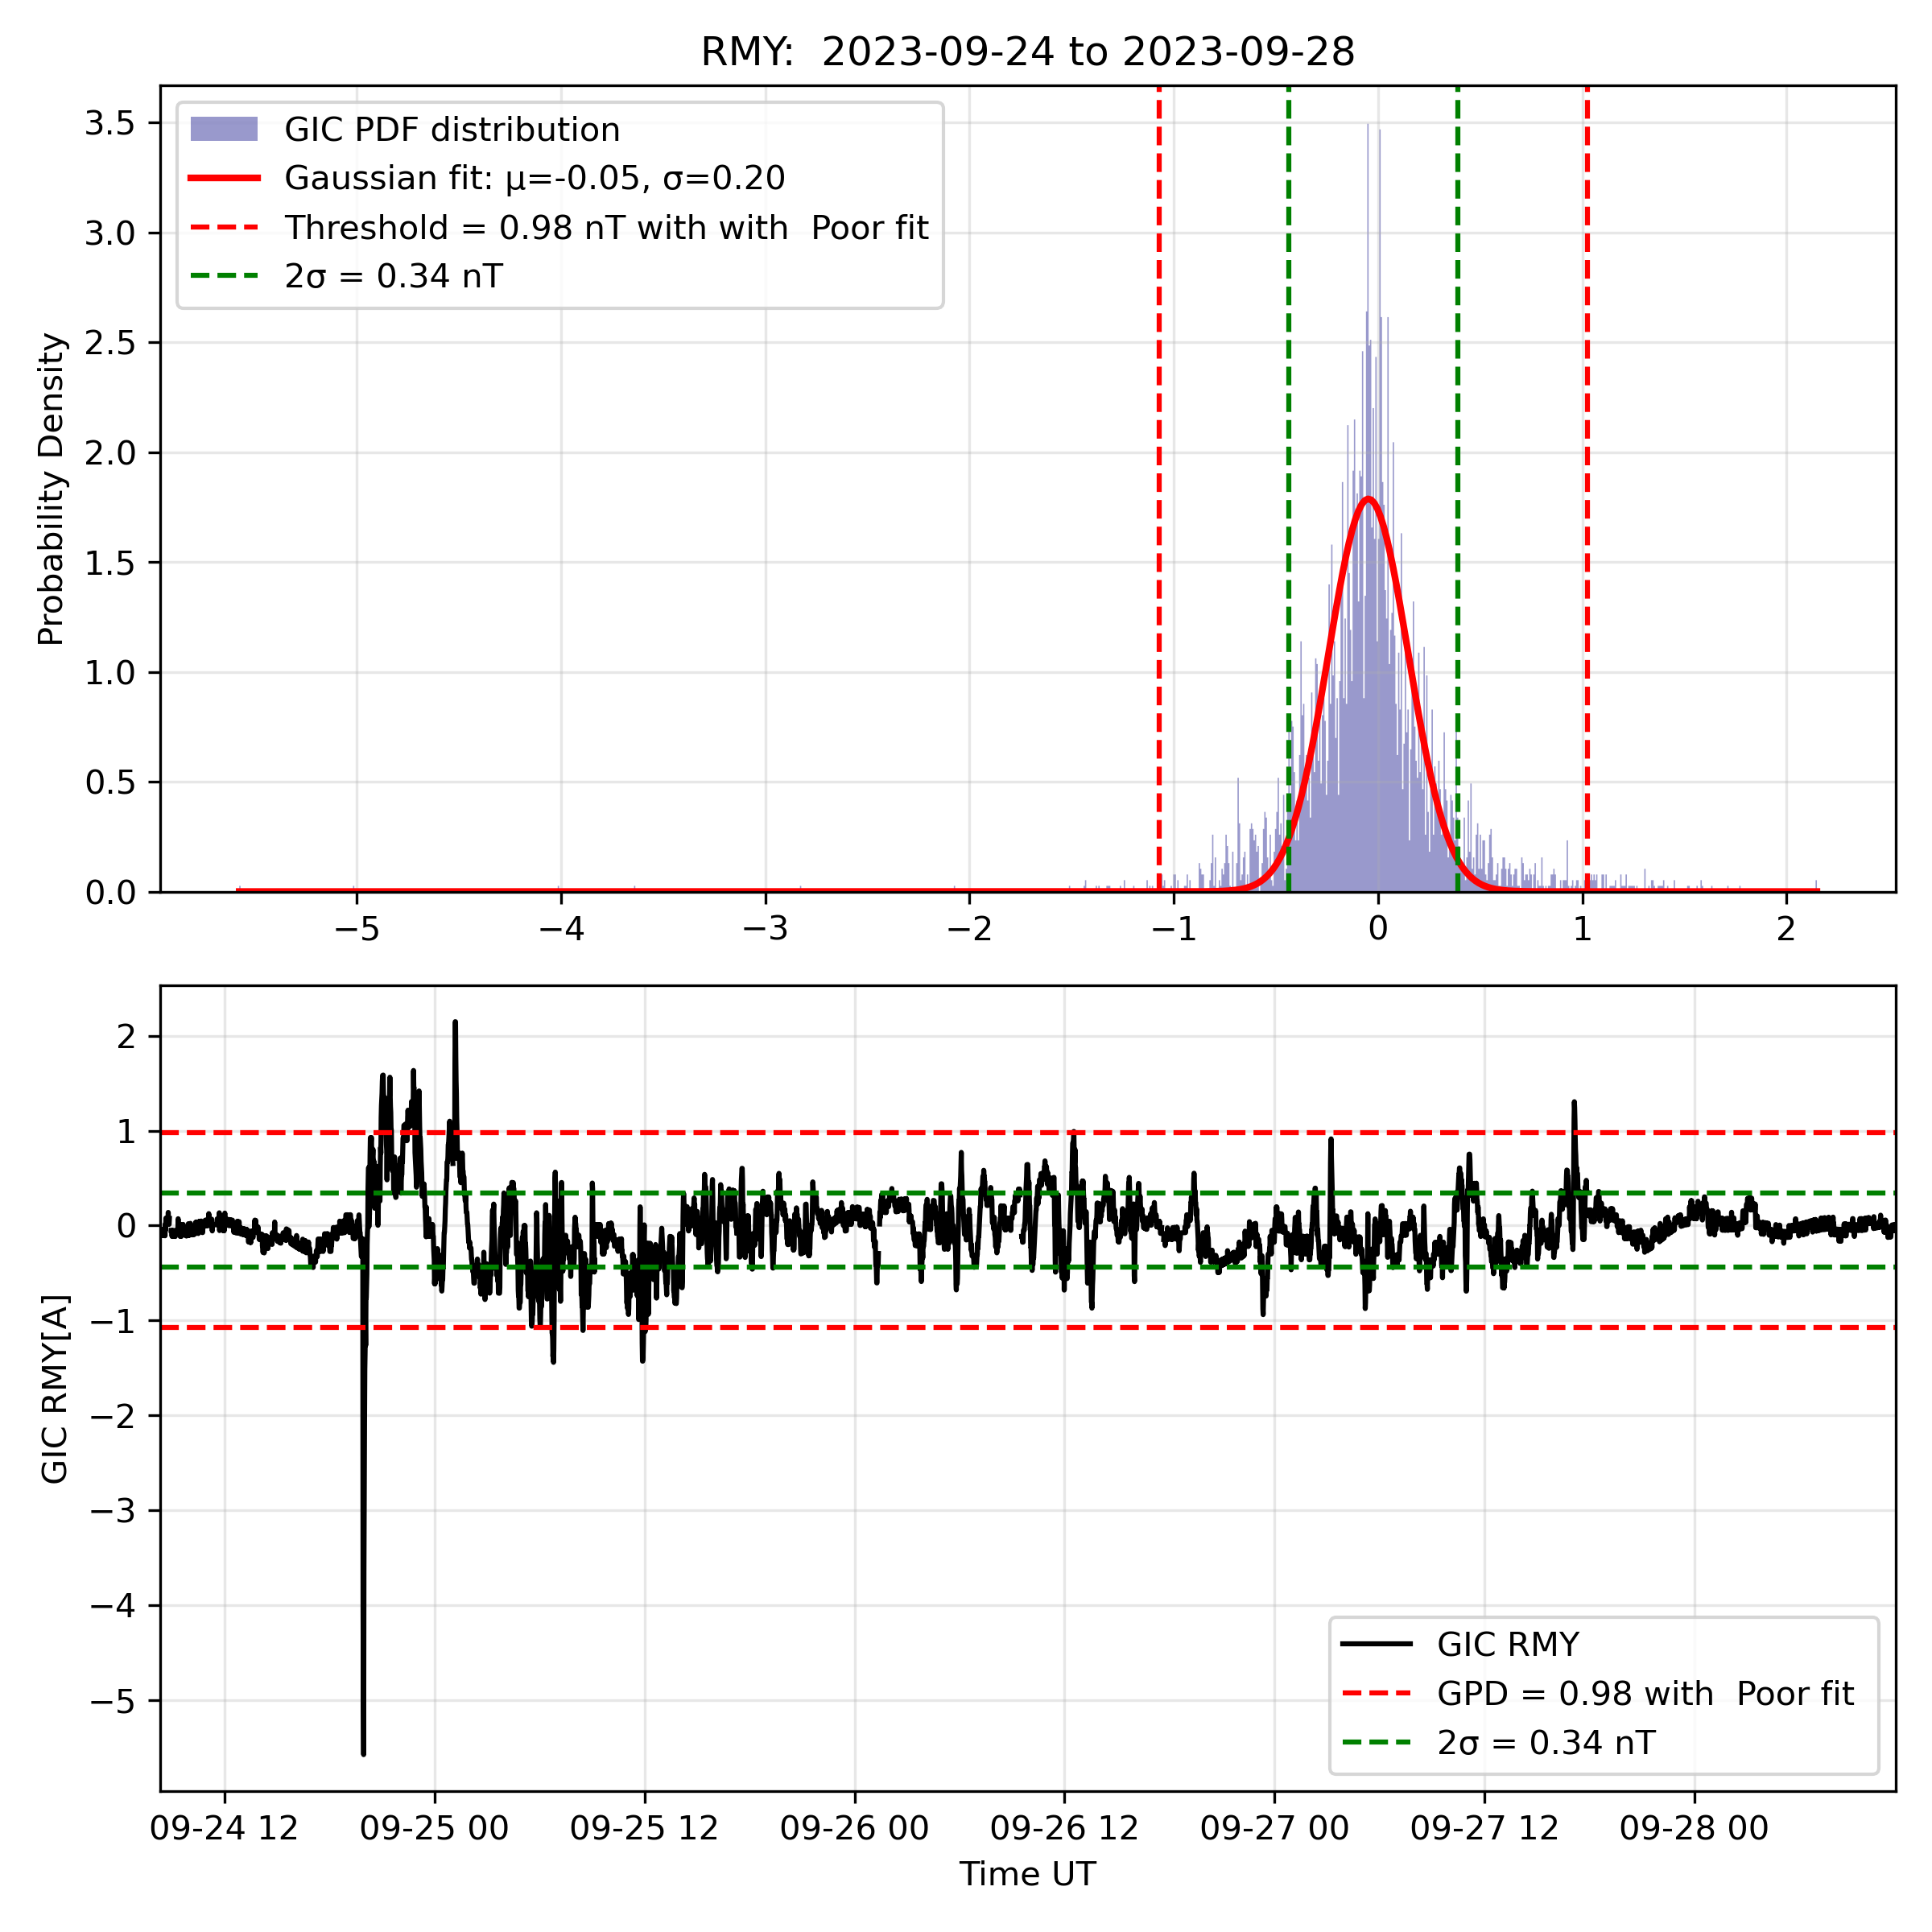 RMY:  2023-09-24 to 2023-09-28
GIC PDF distribution
Gaussian fit: μ=-0.05, σ=0.20
Threshold = 0.98 nT with with  Poor fit
2σ = 0.34 nT
Probability Density
3.5
3.0
2.5
2.0
1.5
1.0
0.5
0.0
−5 −4 −3 −2 −1 0 1 2
GIC RMY[A]
2
1
0
−1
−2
−3
−4
−5
GIC RMY
GPD = 0.98 with  Poor fit
2σ = 0.34 nT
09-24 12 09-25 00 09-25 12 09-26 00 09-26 12 09-27 00 09-27 12 09-28 00
Time UT